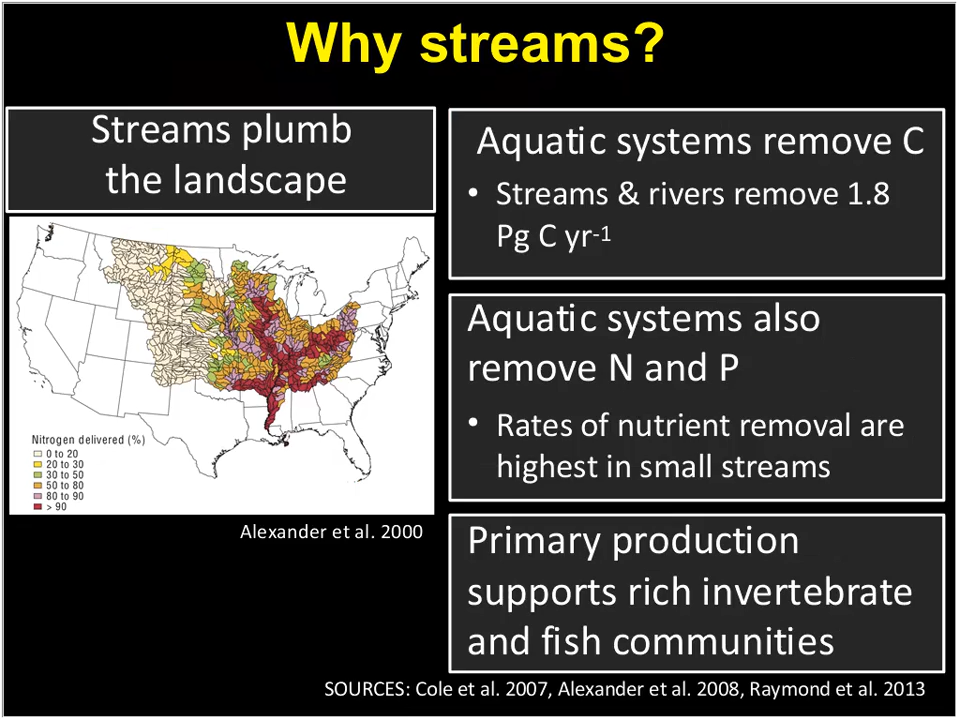 Why streams?
Streams plumb
the landscape
Nitrogen delivered (%)
0 to 20
20 to 30
30 to 50
50 to 80
80 to 90
> 90
Alexander et al. 2000
Aquatic systems remove C
• Streams & rivers remove 1.8
Pg C yr-1
Aquatic systems also
remove N and P
• Rates of nutrient removal are
highest in small streams
Primary production
supports rich invertebrate
and fish communities
SOURCES: Cole et al. 2007, Alexander et al. 2008, Raymond et al. 2013